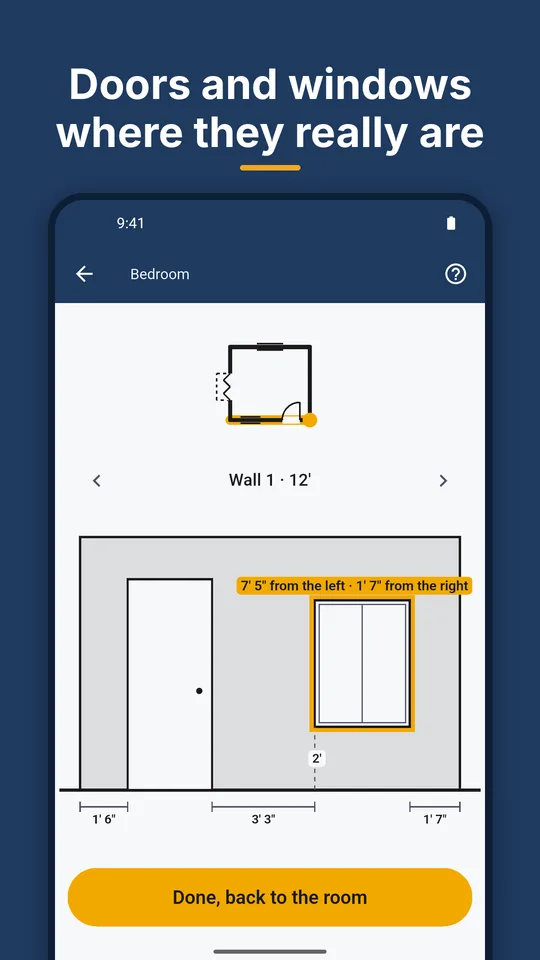 Doors and windows
where they really are
9:41
Bedroom
Wall 1 · 12'
7' 5" from the left · 1' 7" from the right
2'
1' 6"
3' 3"
1' 7"
Done, back to the room